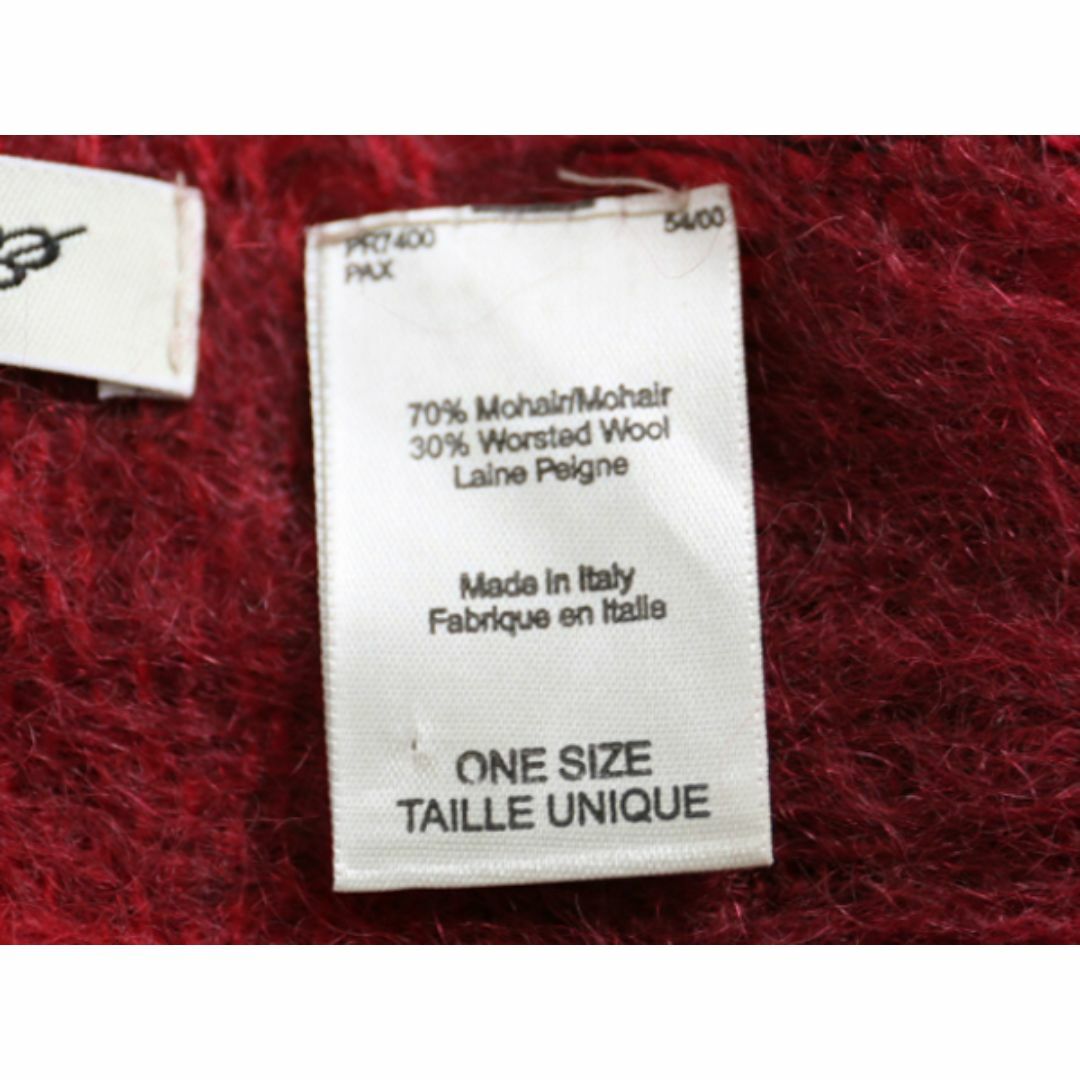 PR7400 54/00
PAX
70% Mohair/Mohair
30% Worsted Wool
Laine Peigne
Made in Italy
Fabrique en Italie
ONE SIZE
TAILLE UNIQUE